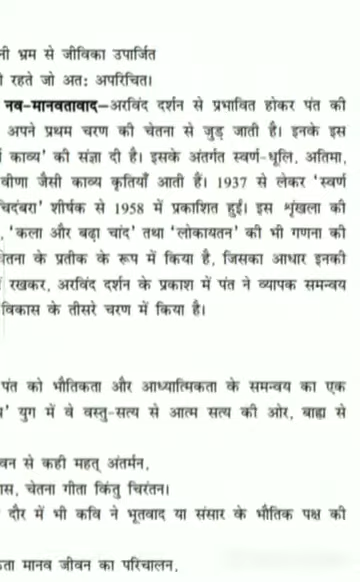 नी भ्रम से जीविका उपार्जित
रहते जो अत: अपरिचित।
नव-मानवतावाद–अरविंद दर्शन से प्रभावित होकर पंत की
अपने प्रथम चरण की चेतना से जुड़ जाती है। इनके इस
काव्य' की संज्ञा दी है। इसके अंतर्गत स्वर्ण-धूलि, अतिमा,
वीणा जैसी काव्य कृतियाँ आती हैं। 1937 से लेकर 'स्वर्ण
चिदंबरा' शीर्षक से 1958 में प्रकाशित हुईं। इस शृंखला की
, 'कला और बढ़ा चांद' तथा 'लोकायतन' की भी गणना की
चेतना के प्रतीक के रूप में किया है, जिसका आधार इनकी
रखकर, अरविंद दर्शन के प्रकाश में पंत ने व्यापक समन्वय
विकास के तीसरे चरण में किया है।
पंत को भौतिकता और आध्यात्मिकता के समन्वय का एक
' युग में वे वस्तु-सत्य से आत्म सत्य की ओर, बाह्य से
वन से कही महत् अंतर्मन,
स, चेतना गीता किंतु चिरंतन।
दौर में भी कवि ने भूतवाद या संसार के भौतिक पक्ष की
ता मानव जीवन का परिचालन,